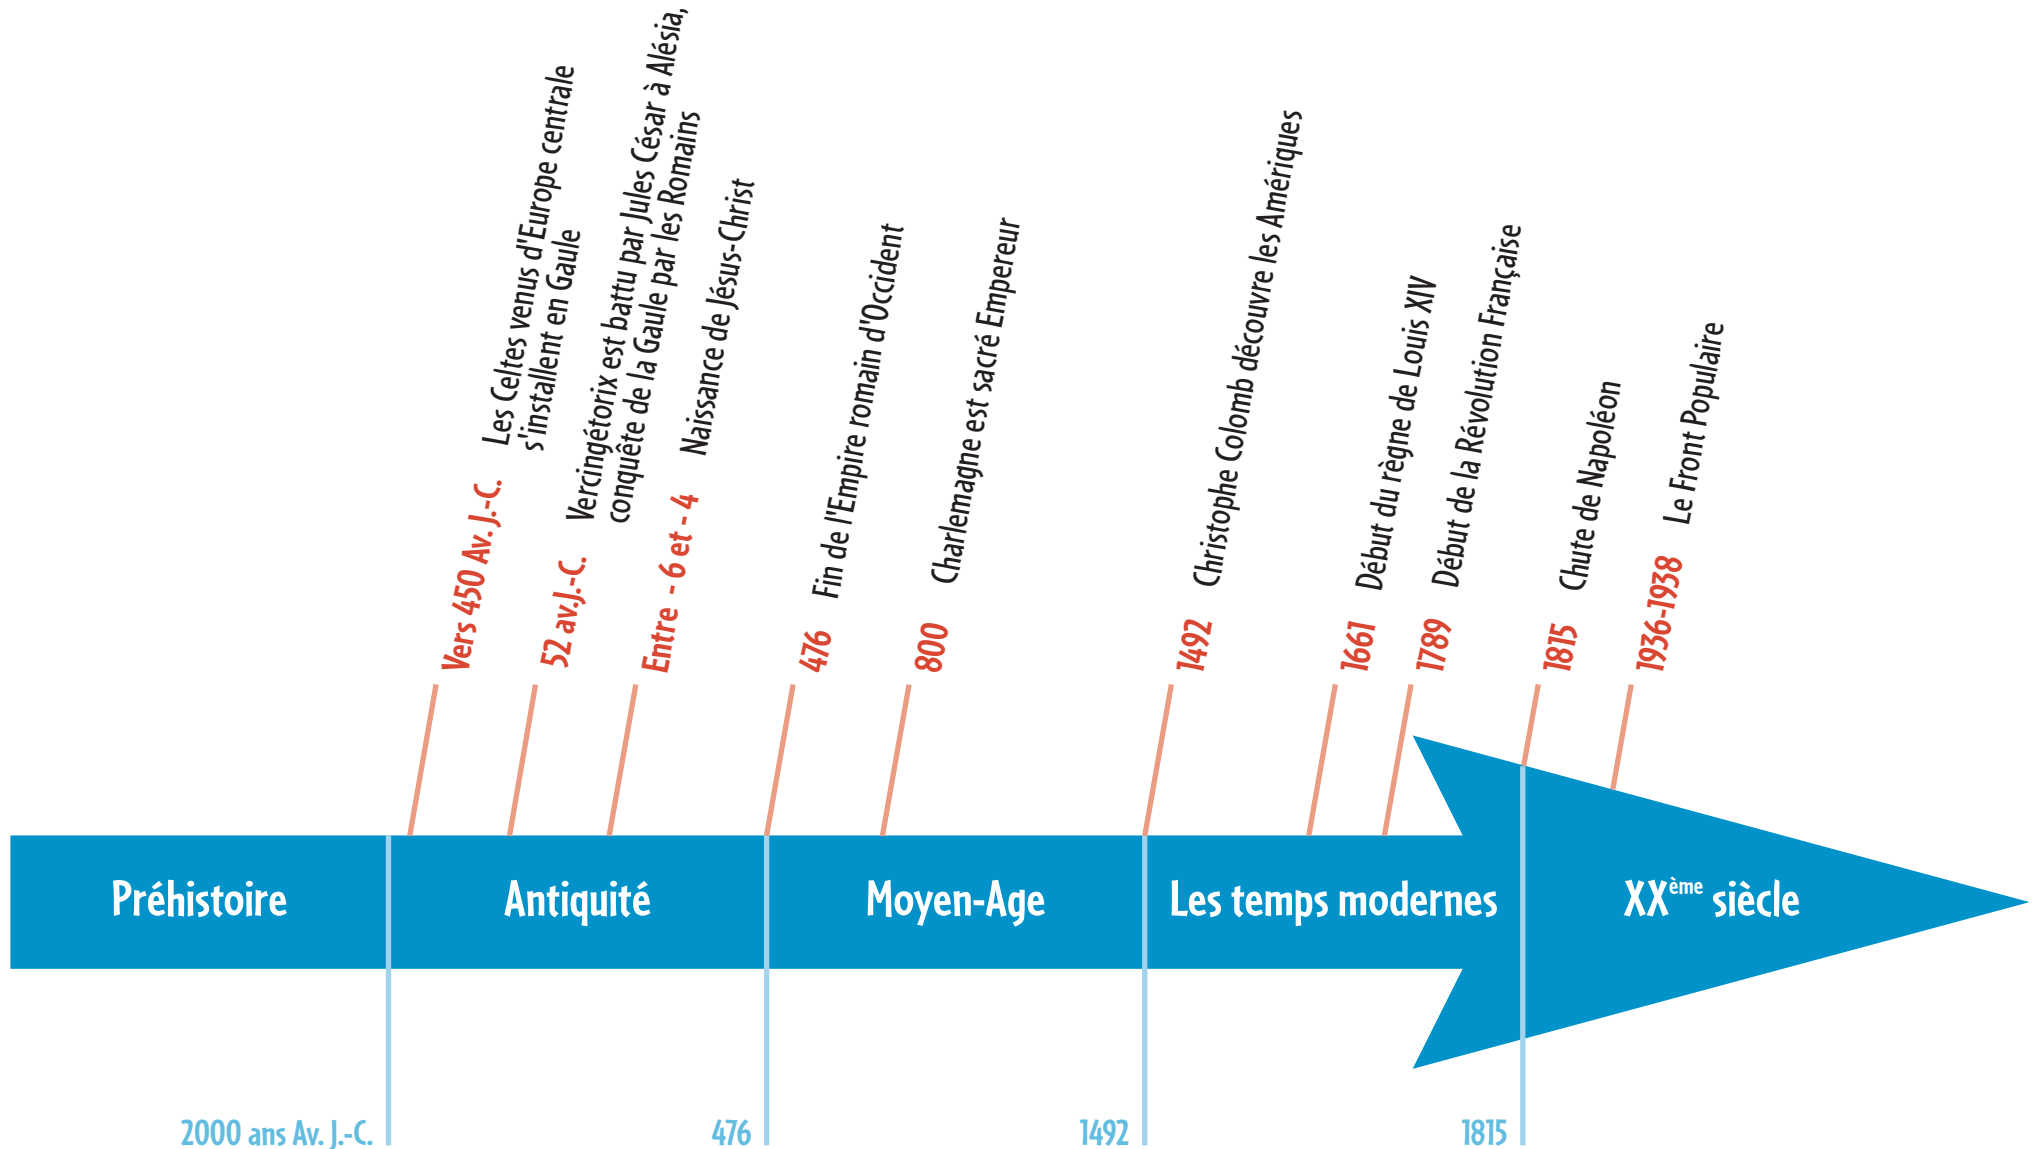 Vers 450 Av. J.-C. Les Celtes venus d'Europe centrale
s'installent en Gaule
52 av.J.-C. Vercingétorix est battu par Jules César à Alésia,
conquête de la Gaule par les Romains
Entre - 6 et - 4 Naissance de Jésus-Christ
476 Fin de l'Empire romain d'Occident
800 Charlemagne est sacré Empereur
1492 Christophe Colomb découvre les Amériques
1661 Début du règne de Louis XIV
1789 Début de la Révolution Française
1815 Chute de Napoléon
1936-1938 Le Front Populaire
Préhistoire
Antiquité
Moyen-Age
Les temps modernes
XXème siècle
2000 ans Av. J.-C.
476
1492
1815